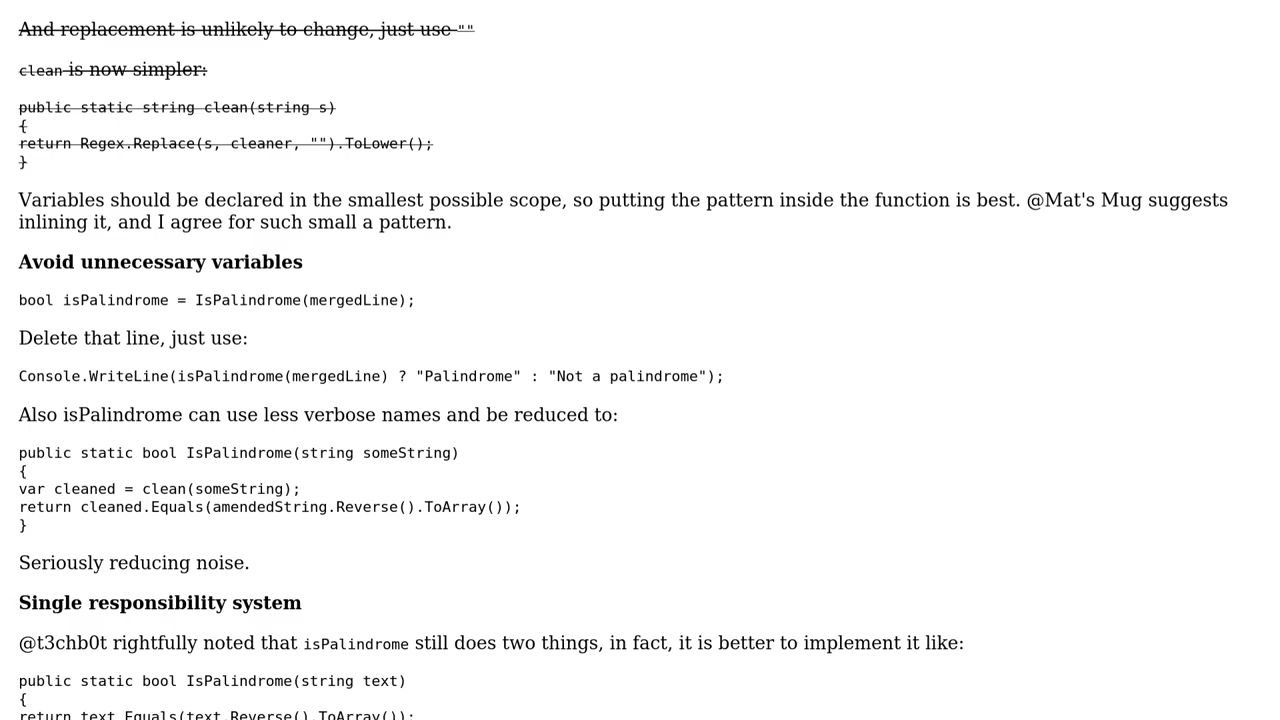 And replacement is unlikely to change, just use ""
clean is now simpler:
public static string clean(string s)
{
return Regex.Replace(s, cleaner, "").ToLower();
}
Variables should be declared in the smallest possible scope, so putting the pattern inside the function is best. @Mat's Mug suggests
inlining it, and I agree for such small a pattern.
Avoid unnecessary variables
bool isPalindrome = IsPalindrome(mergedLine);
Delete that line, just use:
Console.WriteLine(isPalindrome(mergedLine) ? "Palindrome" : "Not a palindrome");
Also isPalindrome can use less verbose names and be reduced to:
public static bool IsPalindrome(string someString)
{
var cleaned = clean(someString);
return cleaned.Equals(amendedString.Reverse().ToArray());
}
Seriously reducing noise.
Single responsibility system
@t3chb0t rightfully noted that isPalindrome still does two things, in fact, it is better to implement it like:
public static bool IsPalindrome(string text)
{
return text.Equals(text.Reverse().ToArray());